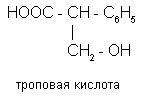 HOOC - CH - C₆H₅
|
CH₂ - OH
троповая кислота